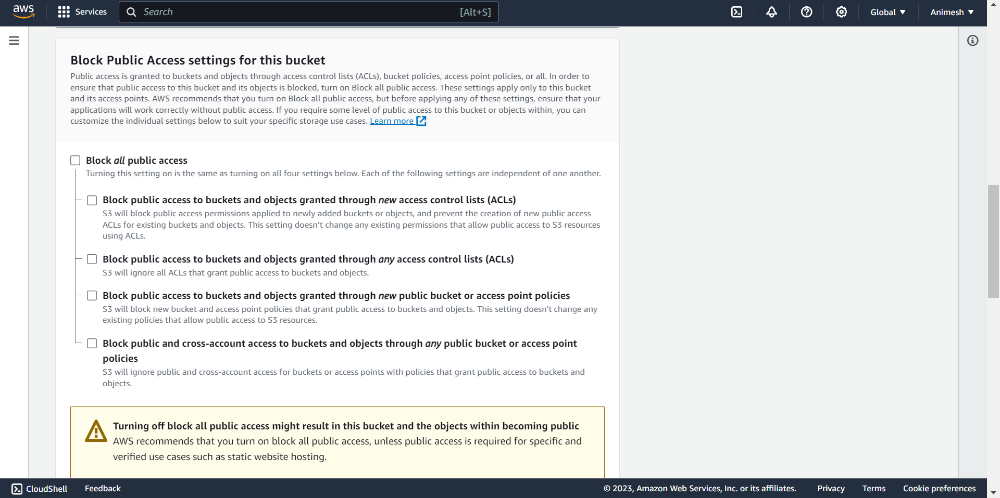 aws
Services
Search
[Alt+S]
Global
Animesh
Block Public Access settings for this bucket
Public access is granted to buckets and objects through access control lists (ACLs), bucket policies, access point policies, or all. In order to
ensure that public access to this bucket and its objects is blocked, turn on Block all public access. These settings apply only to this bucket
and its access points. AWS recommends that you turn on Block all public access, but before applying any of these settings, ensure that your
applications will work correctly without public access. If you require some level of public access to this bucket or objects within, you can
customize the individual settings below to suit your specific storage use cases. Learn more
Block all public access
Turning this setting on is the same as turning on all four settings below. Each of the following settings are independent of one another.
Block public access to buckets and objects granted through new access control lists (ACLs)
S3 will block public access permissions applied to newly added buckets or objects, and prevent the creation of new public access
ACLs for existing buckets and objects. This setting doesn’t change any existing permissions that allow public access to S3 resources
using ACLs.
Block public access to buckets and objects granted through any access control lists (ACLs)
S3 will ignore all ACLs that grant public access to buckets and objects.
Block public access to buckets and objects granted through new public bucket or access point policies
S3 will block new bucket and access point policies that grant public access to buckets and objects. This setting doesn't change any
existing policies that allow public access to S3 resources.
Block public and cross-account access to buckets and objects through any public bucket or access point
policies
S3 will ignore public and cross-account access for buckets or access points with policies that grant public access to buckets and
objects.
Turning off block all public access might result in this bucket and the objects within becoming public
AWS recommends that you turn on block all public access, unless public access is required for specific and
verified use cases such as static website hosting.
CloudShell
Feedback
© 2023, Amazon Web Services, Inc. or its affiliates.
Privacy
Terms
Cookie preferences